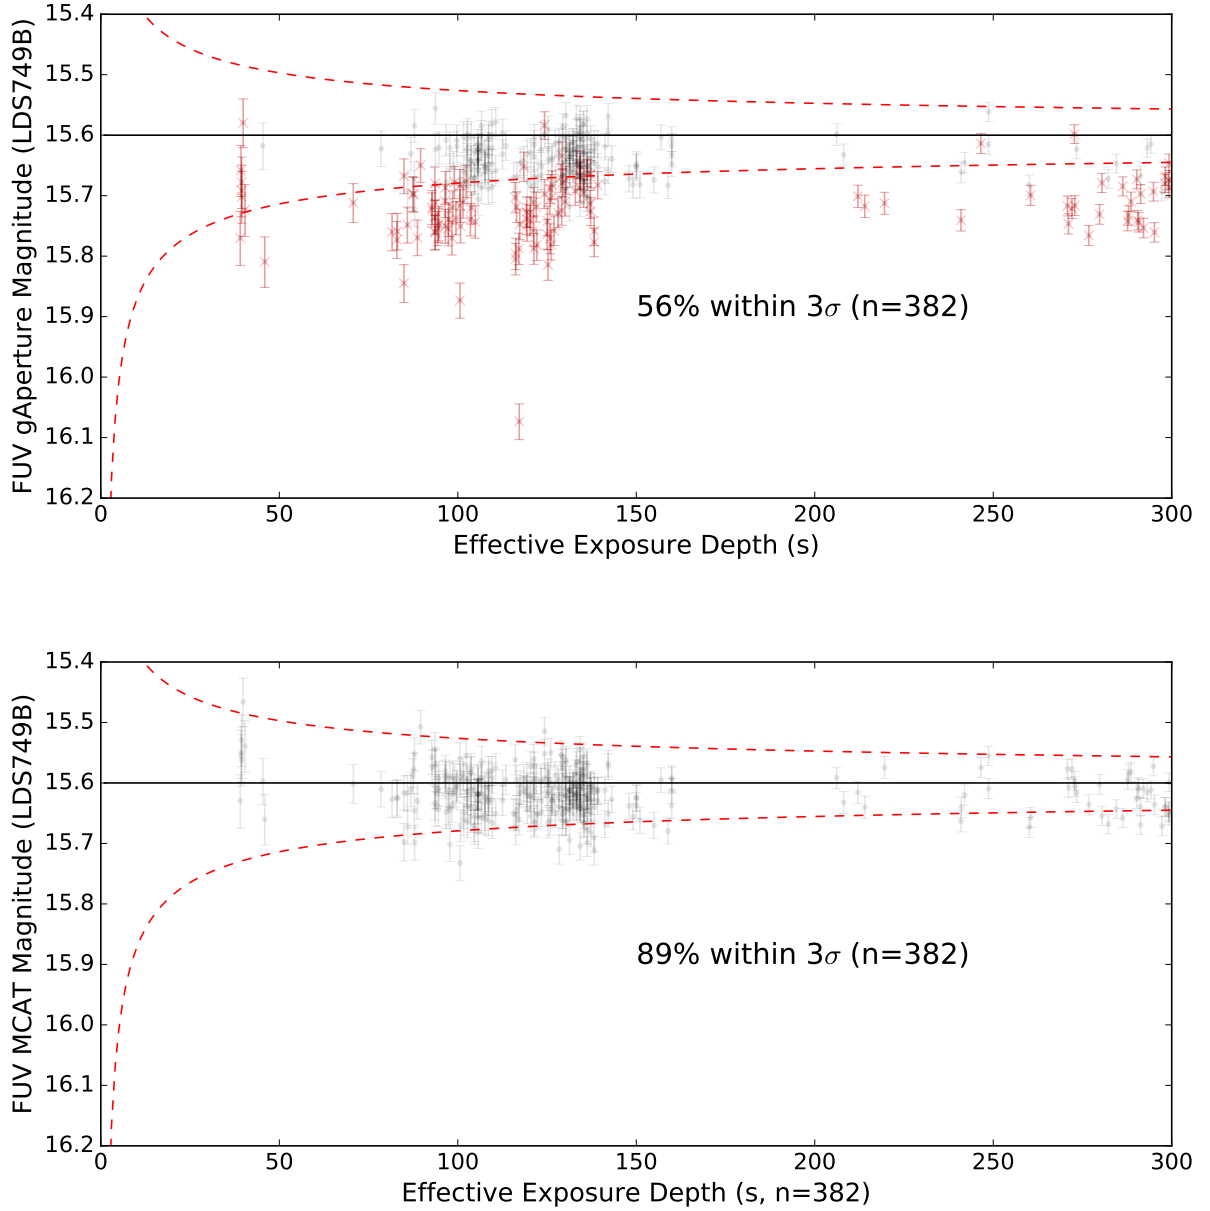 FUV gAperture Magnitude (LDS749B)
15.4
15.5
15.6
15.7
15.8
15.9
16.0
16.1
16.2
56% within 3σ (n=382)
0 50 100 150 200 250 300
Effective Exposure Depth (s)
FUV MCAT Magnitude (LDS749B)
15.4
15.5
15.6
15.7
15.8
15.9
16.0
16.1
16.2
89% within 3σ (n=382)
0 50 100 150 200 250 300
Effective Exposure Depth (s, n=382)